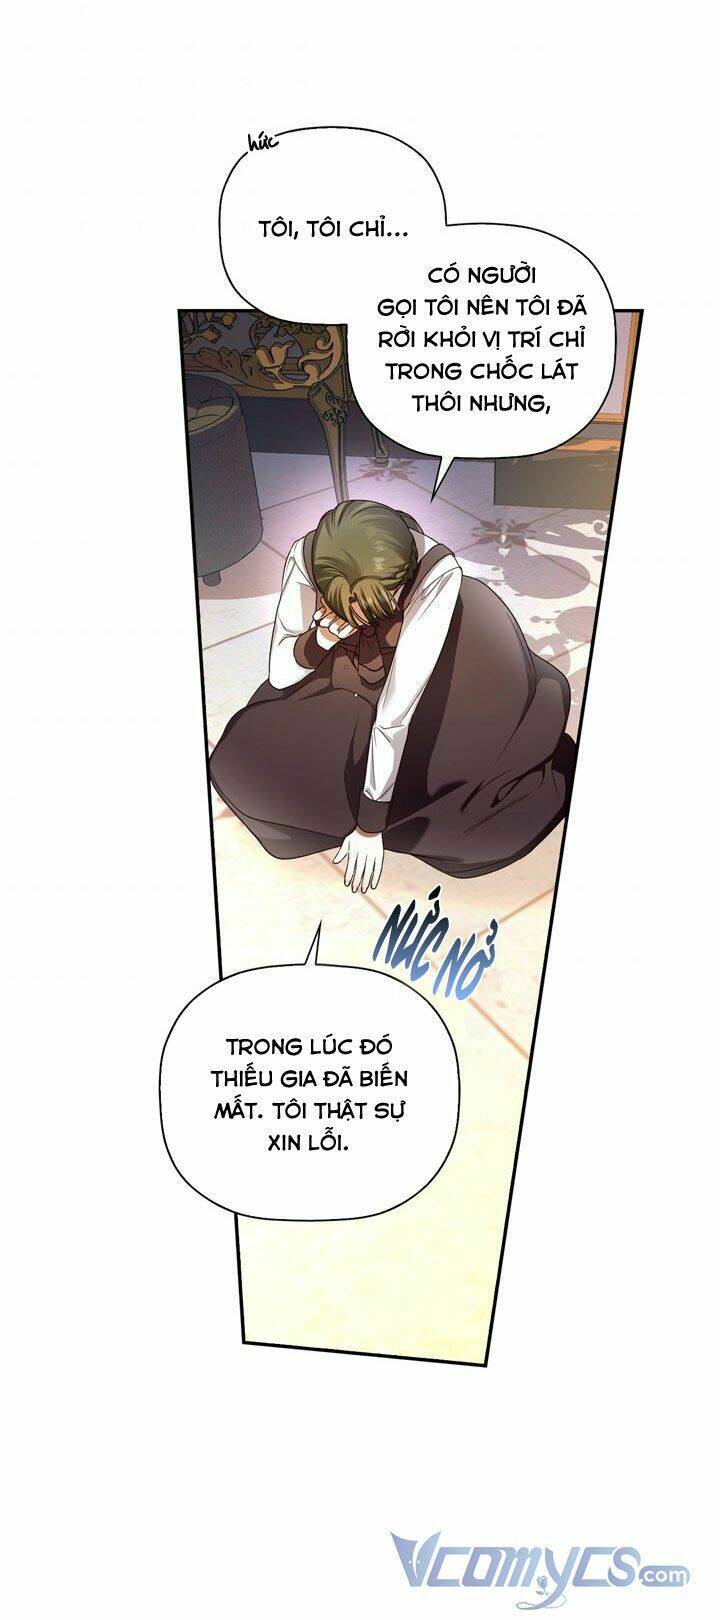 hức
TÔI, TÔI CHỈ...
CÓ NGƯỜI
GỌI TÔI NÊN TÔI ĐÃ
RỜI KHỎI VỊ TRÍ CHỈ
TRONG CHỐC LÁT
THÔI NHƯNG,
NỨC NỞ
TRONG LÚC ĐÓ
THIẾU GIA ĐÃ BIẾN
MẤT. TÔI THẬT SỰ
XIN LỖI.
VCOMYCS.com